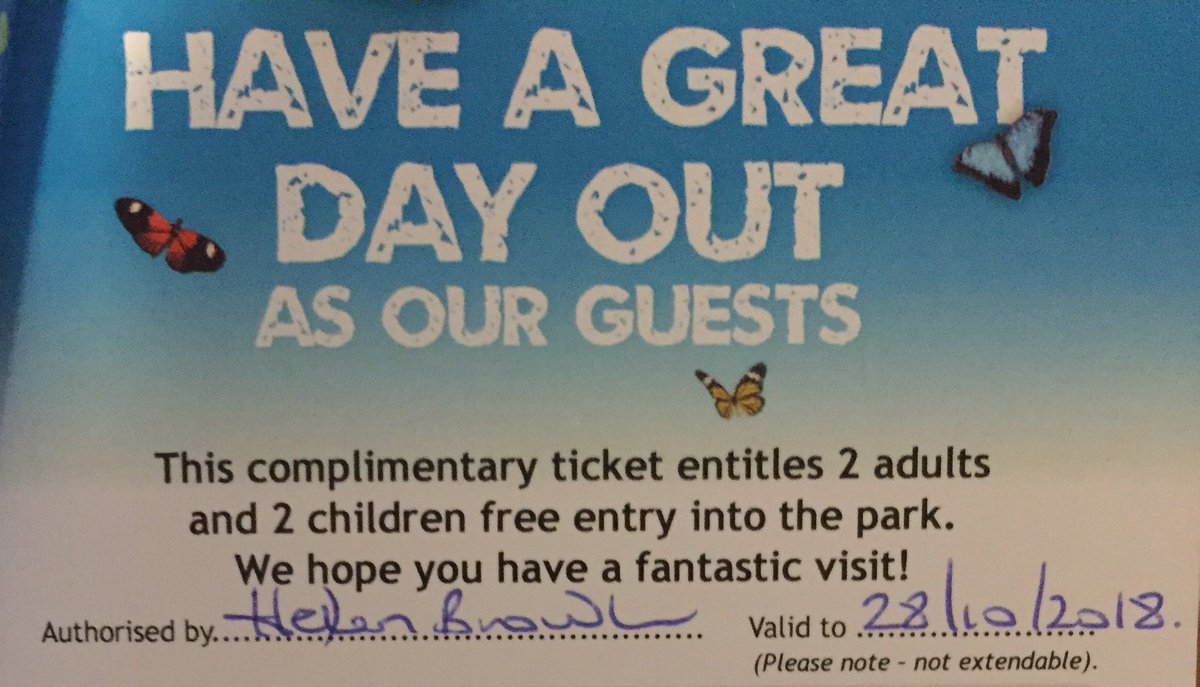 HAVE A GREAT
DAY OUT
AS OUR GUESTS
This complimentary ticket entitles 2 adults
and 2 children free entry into the park.
We hope you have a fantastic visit!
Authorised by Helen Brown Valid to 28/10/2018.
(Please note - not extendable).